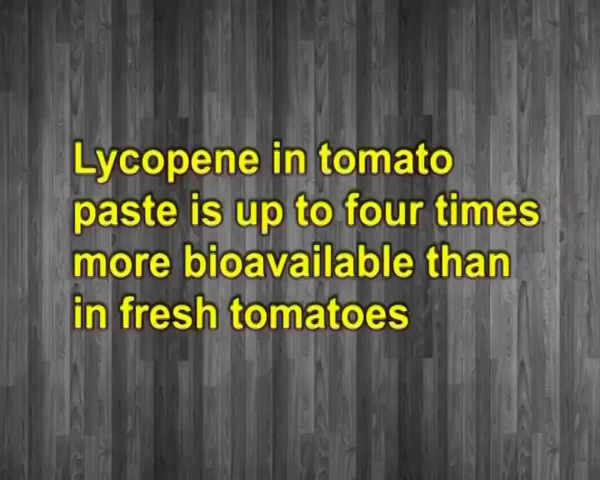 Lycopene in tomato
paste is up to four times
more bioavailable than
in fresh tomatoes